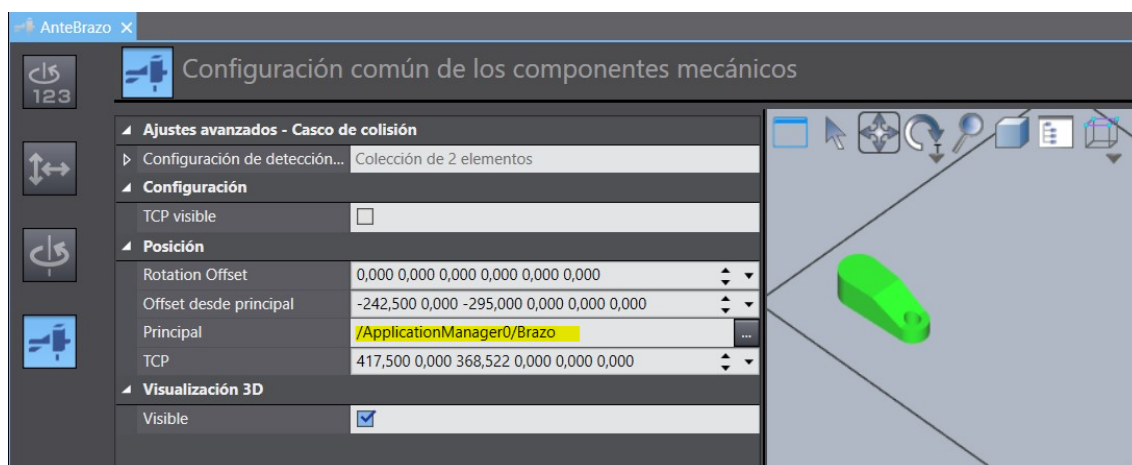 AnteBrazo
123
Configuración común de los componentes mecánicos
Ajustes avanzados - Casco de colisión
Configuración de detección... Colección de 2 elementos
Configuración
TCP visible
Posición
Rotation Offset 0,000 0,000 0,000 0,000 0,000 0,000
Offset desde principal -242,500 0,000 -295,000 0,000 0,000 0,000
Principal /ApplicationManager0/Brazo ...
TCP 417,500 0,000 368,522 0,000 0,000 0,000
Visualización 3D
Visible